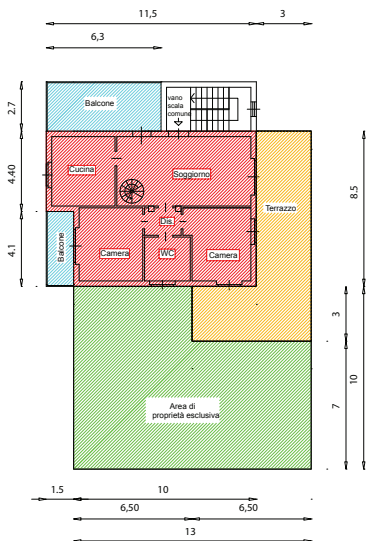 11,5
3
6,3
2.7
Balcone
vano
scala
comune
4.40
Cucina
Soggiorno
8.5
Terrazzo
4.1
Dis.
Balcone
Camera
WC
Camera
3
10
Area di
proprietà esclusiva
7
1.5
10
6,50
6,50
13